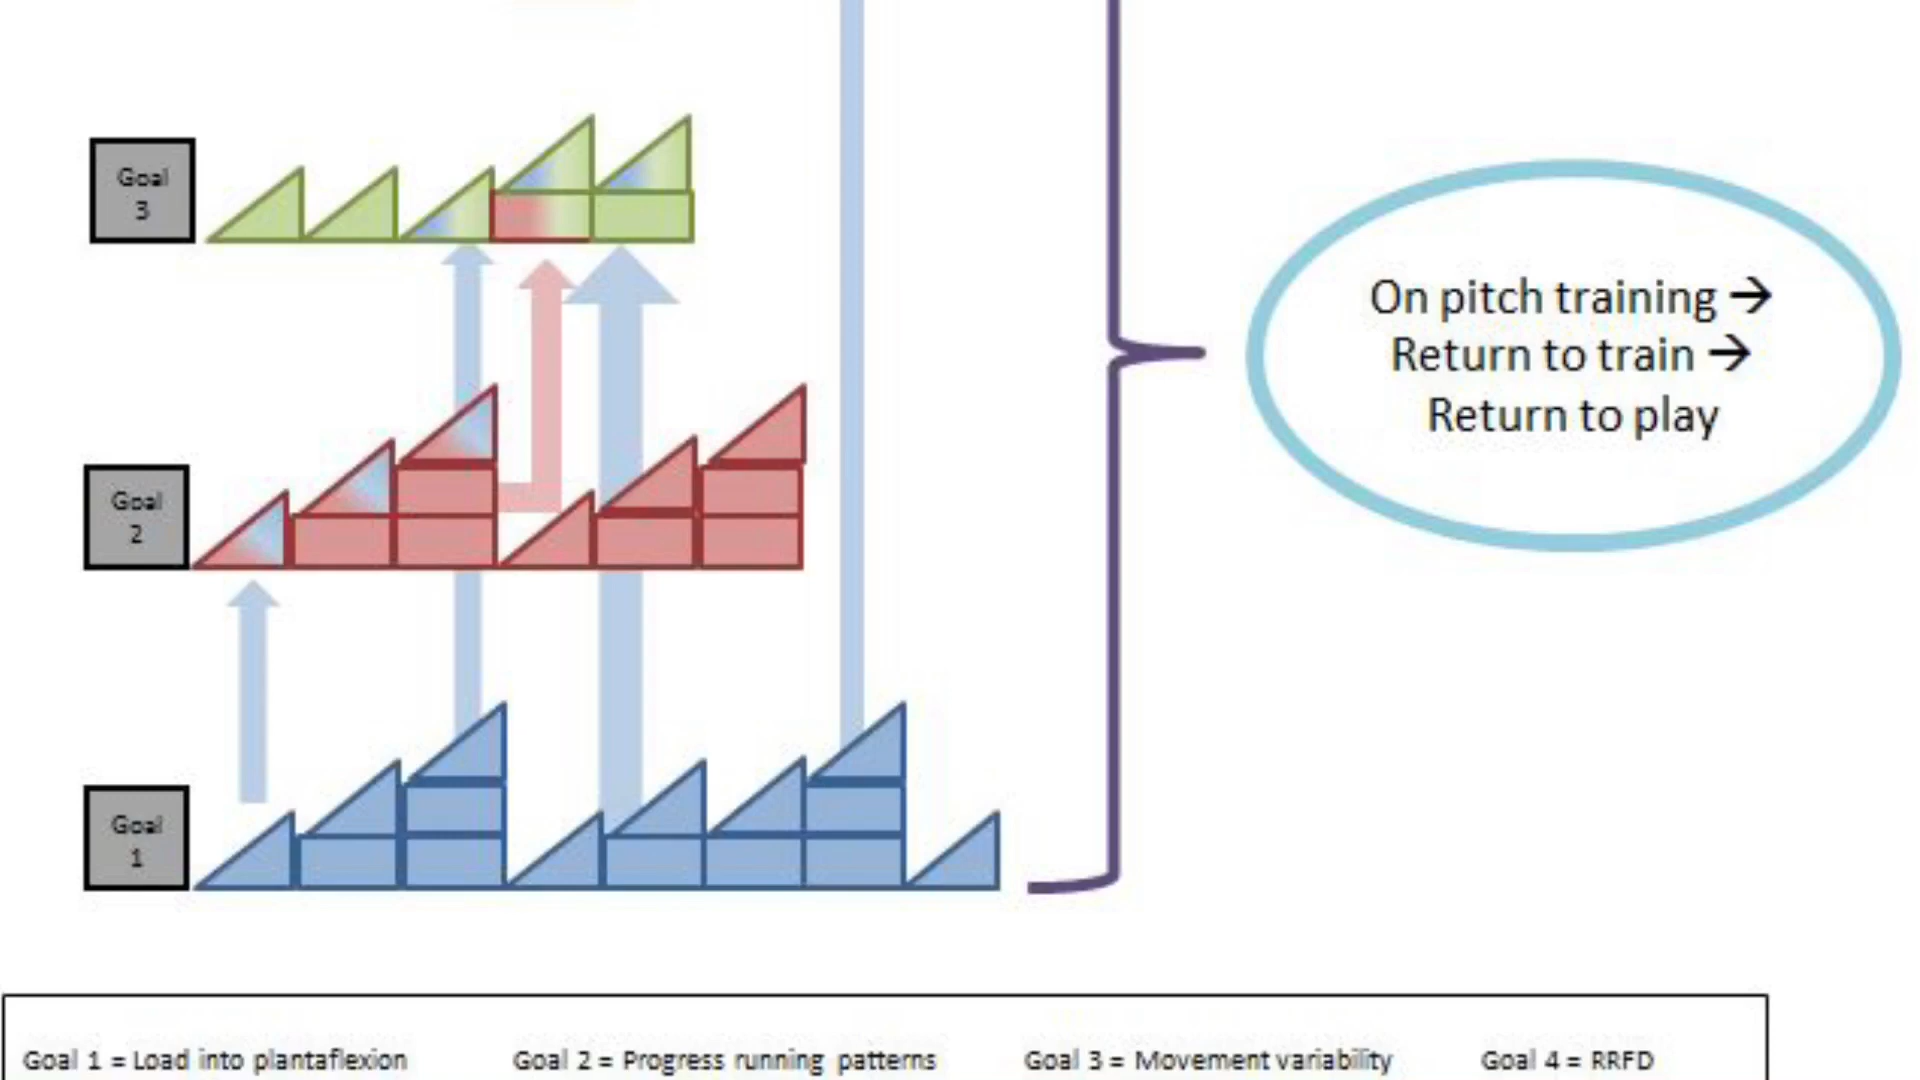 Goal
3
On pitch training →
Return to train →
Return to play
Goal
2
Goal
1
Goal 1 = Load into plantaflexion Goal 2 = Progress running patterns Goal 3 = Movement variability Goal 4 = RRFD